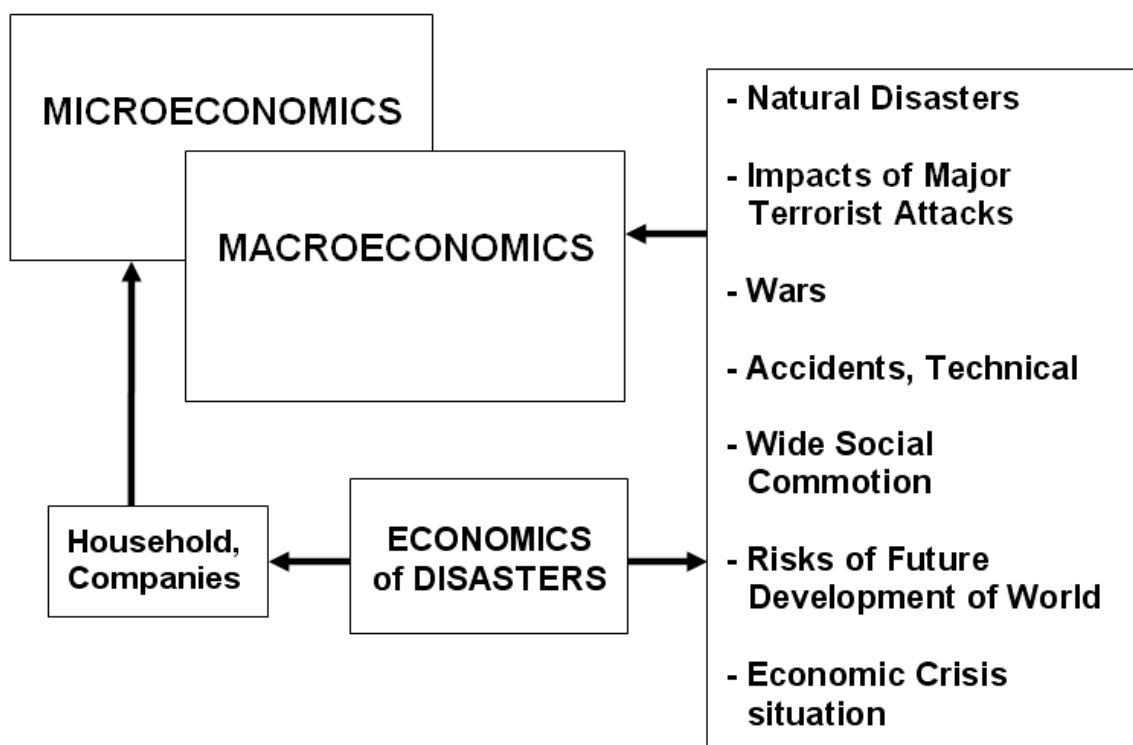 MICROECONOMICS
MACROECONOMICS
Household,
Companies
ECONOMICS
of DISASTERS
- Natural Disasters
- Impacts of Major
Terrorist Attacks
- Wars
- Accidents, Technical
- Wide Social
Commotion
- Risks of Future
Development of World
- Economic Crisis
situation